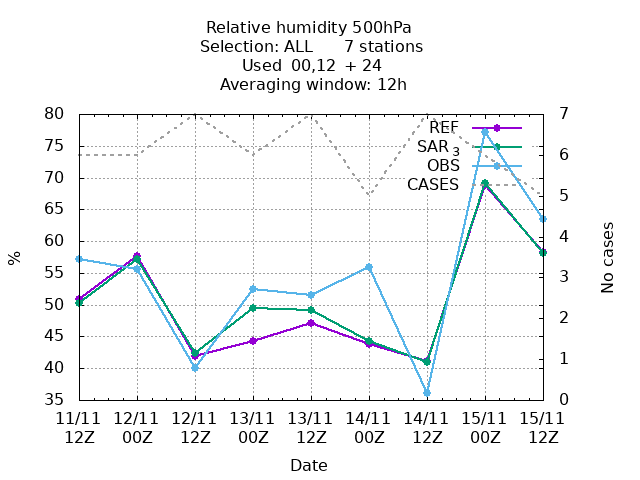 Relative humidity 500hPa
Selection: ALL 7 stations
Used 00,12 + 24
Averaging window: 12h
80 7
75 REF
SAR 3
70 6 OBS
CASES
65 5
60 4
55
50 3
45 2
40 1
35 0
%
No cases
11/11 12/11 12/11 13/11 13/11 14/11 14/11 15/11 15/11
12Z 00Z 12Z 00Z 12Z 00Z 12Z 00Z 12Z
Date